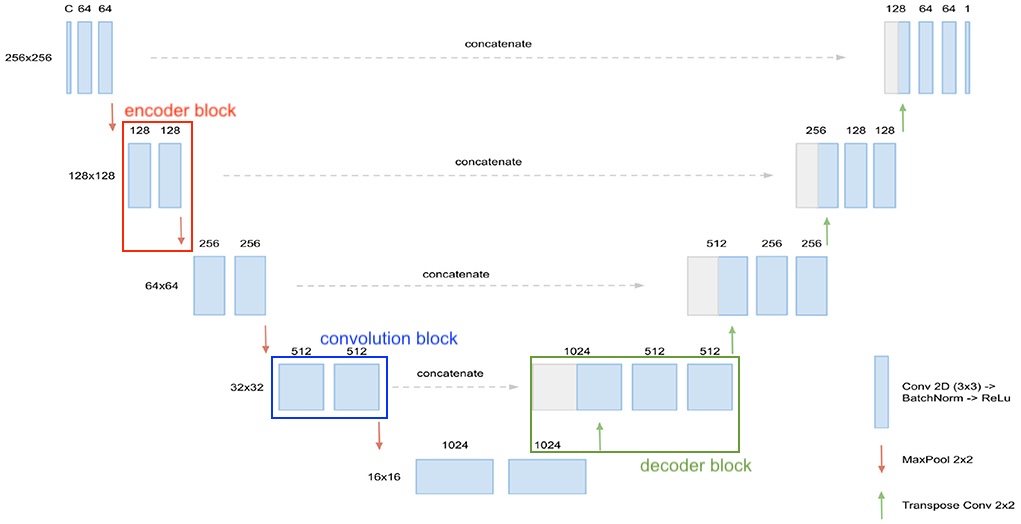 C 64 64
128 64 64 1
256x256
concatenate
encoder block
128 128
256 128 128
128x128
concatenate
256 256
512 256 256
64x64
concatenate
convolution block
512 512
1024 512 512
32x32
concatenate
Conv 2D (3x3) ->
BatchNorm -> ReLu
1024 1024
decoder block
16x16
MaxPool 2x2
Transpose Conv 2x2